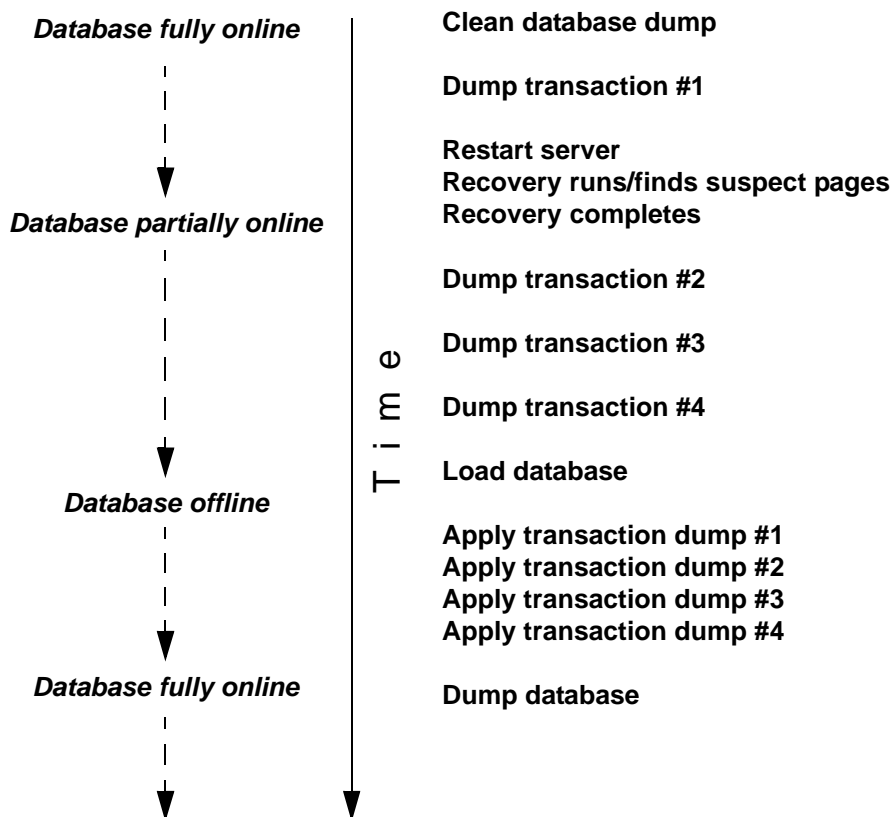 Database fully online
Clean database dump
Dump transaction #1
Restart server
Recovery runs/finds suspect pages
Database partially online
Recovery completes
Dump transaction #2
Dump transaction #3
Time
Dump transaction #4
Load database
Database offline
Apply transaction dump #1
Apply transaction dump #2
Apply transaction dump #3
Apply transaction dump #4
Database fully online
Dump database